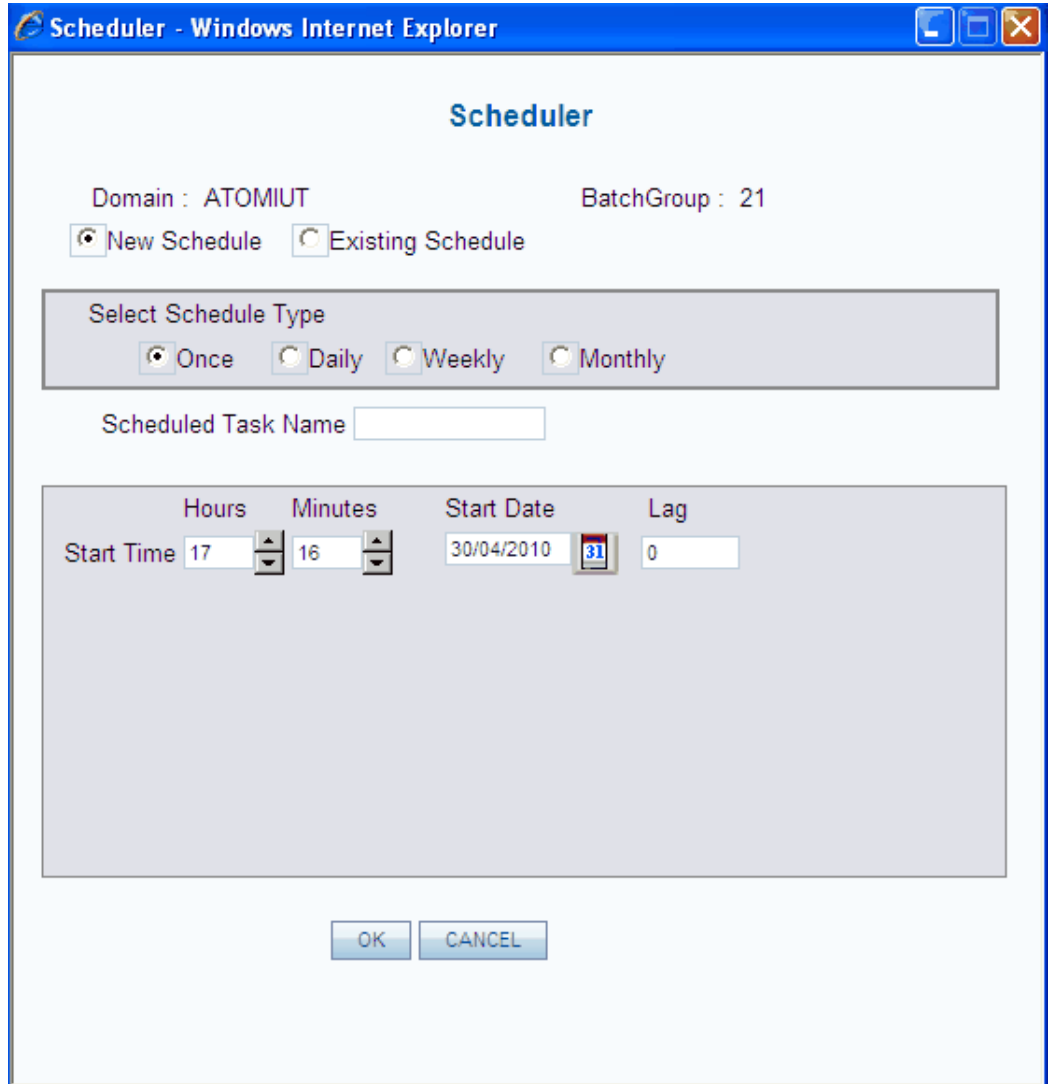 Scheduler - Windows Internet Explorer
Scheduler
Domain : ATOMIUT BatchGroup : 21
New Schedule Existing Schedule
Select Schedule Type
Once Daily Weekly Monthly
Scheduled Task Name
Hours Minutes Start Date Lag
Start Time 17 16 30/04/2010 31 0
OK CANCEL